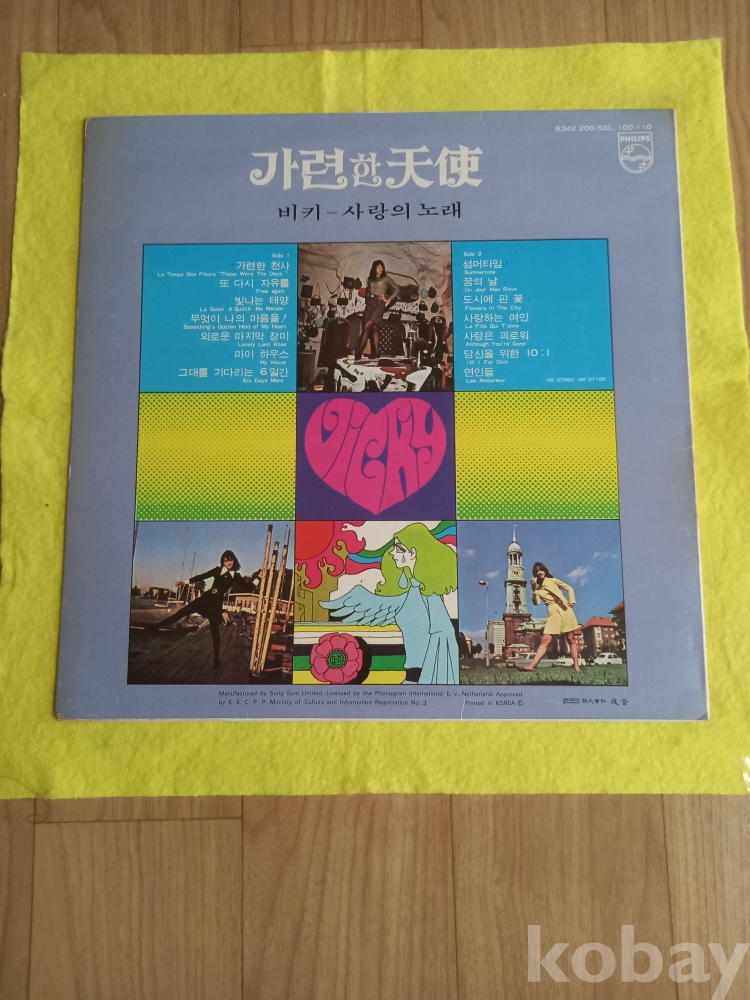 6342 200/SEL-100 110
PHILIPS
가련한 天使
비키 - 사랑의 노래
Side 1
가련한 천사
Le Temps Des Fleurs "Those Were The Days"
또 다시 자유를
Free again
빛나는 태양
Le Soleil A Quitté Ma Maison
무엇이 나의 마음을!
Something's Gotten Hold of My Heart
외로운 마지막 장미
Lonely Last Rose
마이 하우스
My House
그대를 기다리는 6일간
Six Days More
Side 2
섬머타임
Summertime
꿈의 날
Un Jour Mon Rêve
도시에 핀 꽃
Flowers In The City
사랑하는 여인
La Fille Qui T'aime
사랑은 괴로워
Although You're Gone
당신을 위한 10:1
10:1 For Dich
연인들
Les Amoureux
VICKY
Manufactured by Sung Eum Limited. Licensed by the Phonogram International b. v., Natherland. Approved
by K. E. C. P. P. Ministry of Culture and Information Registration No. 3
Printed in KOREA Ⓒ
株式會社 成音
kobay